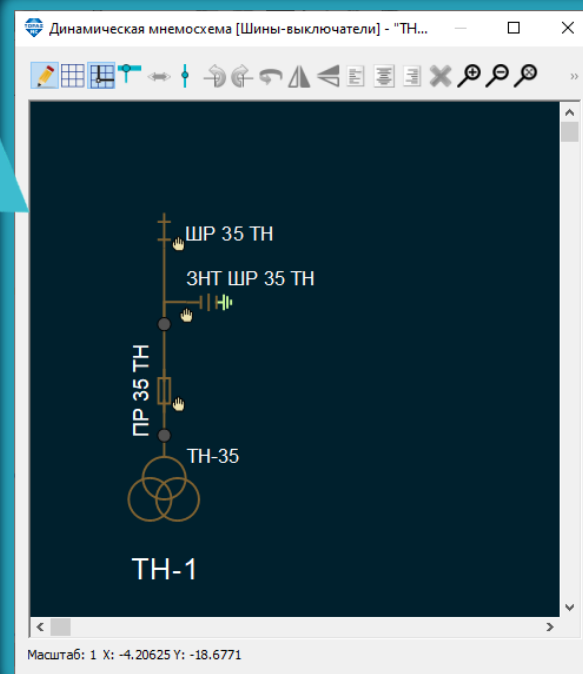 Динамическая мнемосхема [Шины-выключатели] - "ТН...
ШР 35 ТН
ЗНТ ШР 35 ТН
ПР 35 ТН
ТН-35
ТН-1
Масштаб: 1 X: -4.20625 Y: -18.6771